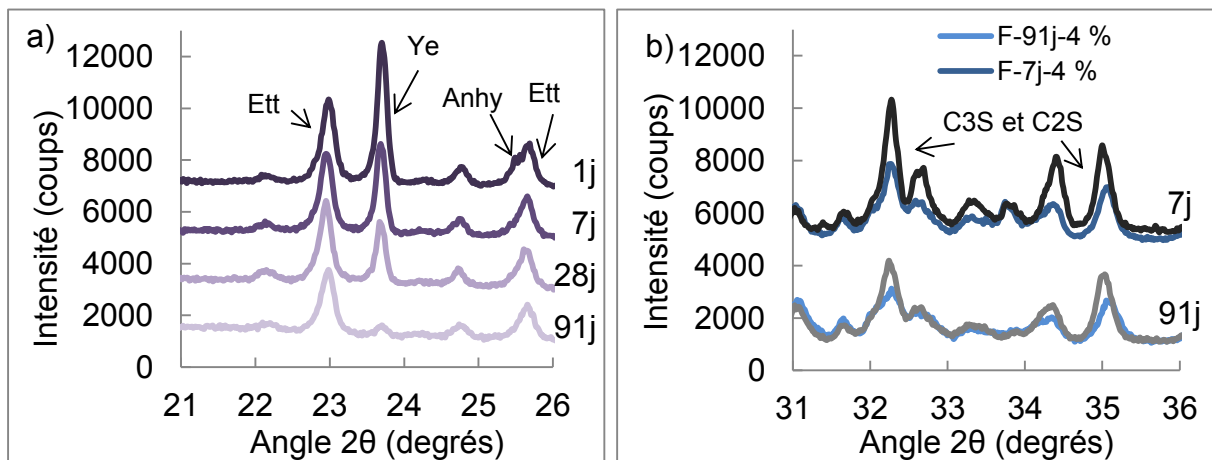 a)
Intensité (coups)
12000
10000
8000
6000
4000
2000
0
Ett
Ye
Anhy
Ett
1j
7j
28j
91j
21 22 23 24 25 26
Angle 2θ (degrés)
b)
Intensité (coups)
12000
10000
8000
6000
4000
2000
0
F-91j-4 %
F-7j-4 %
C3S et C2S
7j
91j
31 32 33 34 35 36
Angle 2θ (degrés)